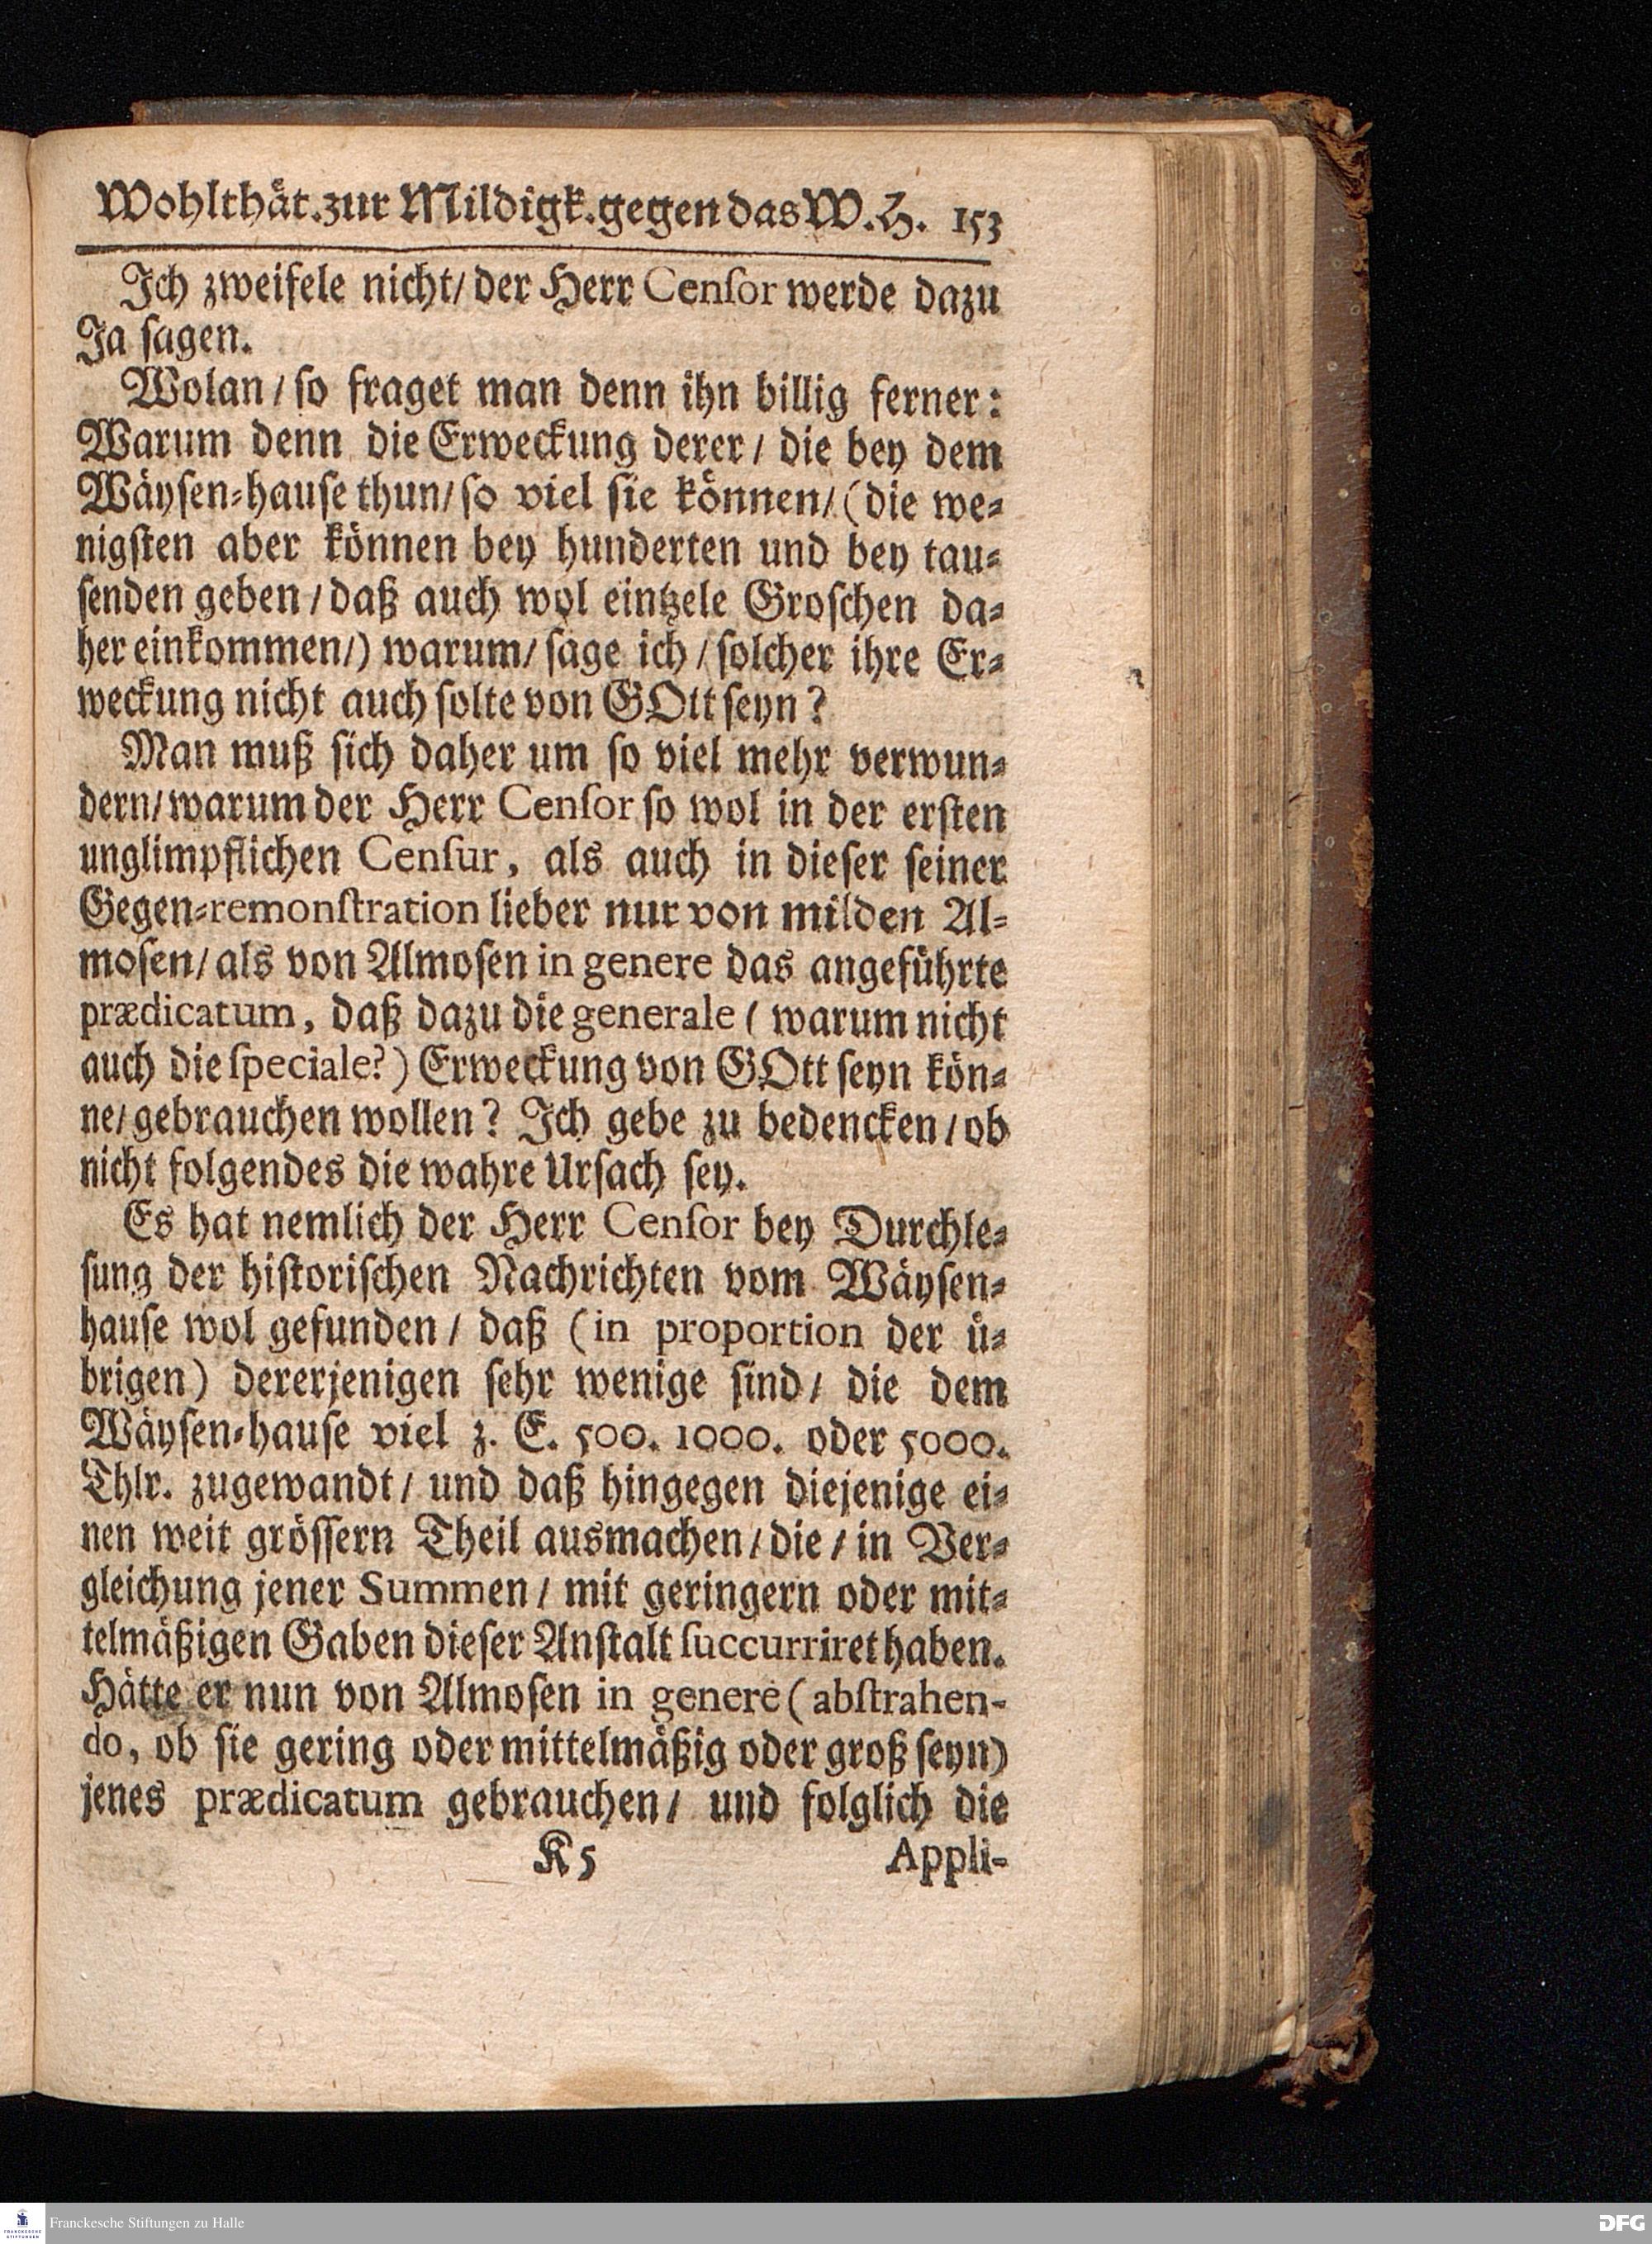 Wohlthät. zur Mildigk. gegen das W. H. 153
Ich zweifele nicht/ der Herr Cenſor werde dazu
Ja ſagen.
Wolan/ ſo fraget man denn ihn billig ferner:
Warum denn die Erweckung derer/ die bey dem
Wäyſen-hauſe thun/ ſo viel ſie können/ (die we-
nigſten aber können bey hunderten und bey tau-
ſenden geben/ daß auch wol eintzele Groſchen da-
her einkommen/) warum/ ſage ich/ ſolcher ihre Er-
weckung nicht auch ſolte von GOtt ſeyn?
Man muß ſich daher um ſo viel mehr verwun-
dern/ warum der Herr Cenſor ſo wol in der erſten
unglimpflichen Cenſur, als auch in dieſer ſeiner
Gegen-remonſtration lieber nur von milden Al-
moſen/ als von Almoſen in genere das angeführte
prædicatum, daß dazu die generale (warum nicht
auch die ſpeciale?) Erweckung von GOtt ſeyn kön-
ne/ gebrauchen wollen? Ich gebe zu bedencken/ ob
nicht folgendes die wahre Urſach ſey.
Es hat nemlich der Herr Cenſor bey Durchle-
ſung der hiſtoriſchen Nachrichten vom Wäyſen-
hauſe wol gefunden/ daß (in proportion der ü-
brigen) dererjenigen ſehr wenige ſind/ die dem
Wäyſen-hauſe viel z. E. 500. 1000. oder 5000.
Thlr. zugewandt/ und daß hingegen diejenige ei-
nen weit gröſſern Theil ausmachen/ die/ in Ver-
gleichung jener Summen/ mit geringern oder mit-
telmäßigen Gaben dieſer Anſtalt ſuccurriret haben.
Hätte er nun von Almoſen in genere (abſtrahen-
do, ob ſie gering oder mittelmäßig oder groß ſeyn)
jenes prædicatum gebrauchen/ und folglich die
K 5 Appli-
FRANCKESCHE STIFTUNGEN
Franckesche Stiftungen zu Halle
DFG